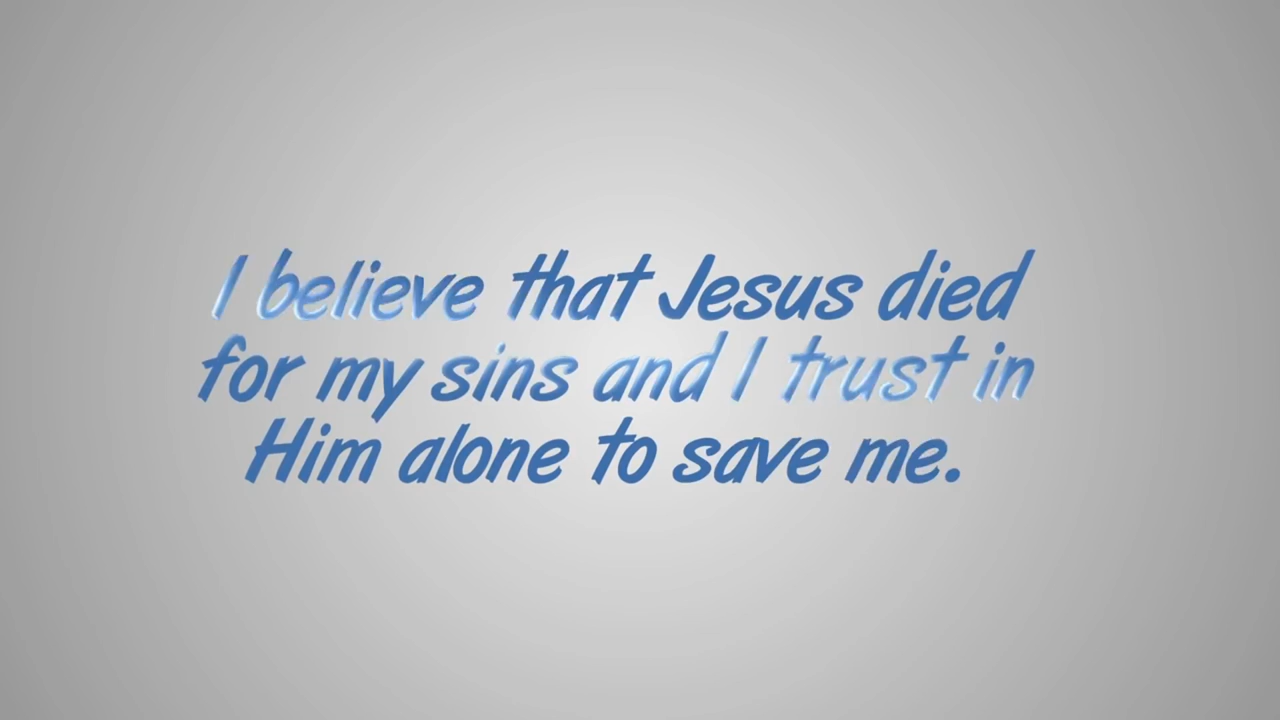 I believe that Jesus died
for my sins and I trust in
Him alone to save me.